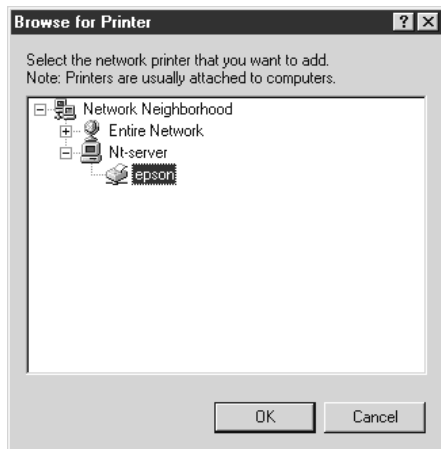 Browse for Printer
Select the network printer that you want to add.
Note: Printers are usually attached to computers.
Network Neighborhood
Entire Network
Nt-server
epson
OK Cancel